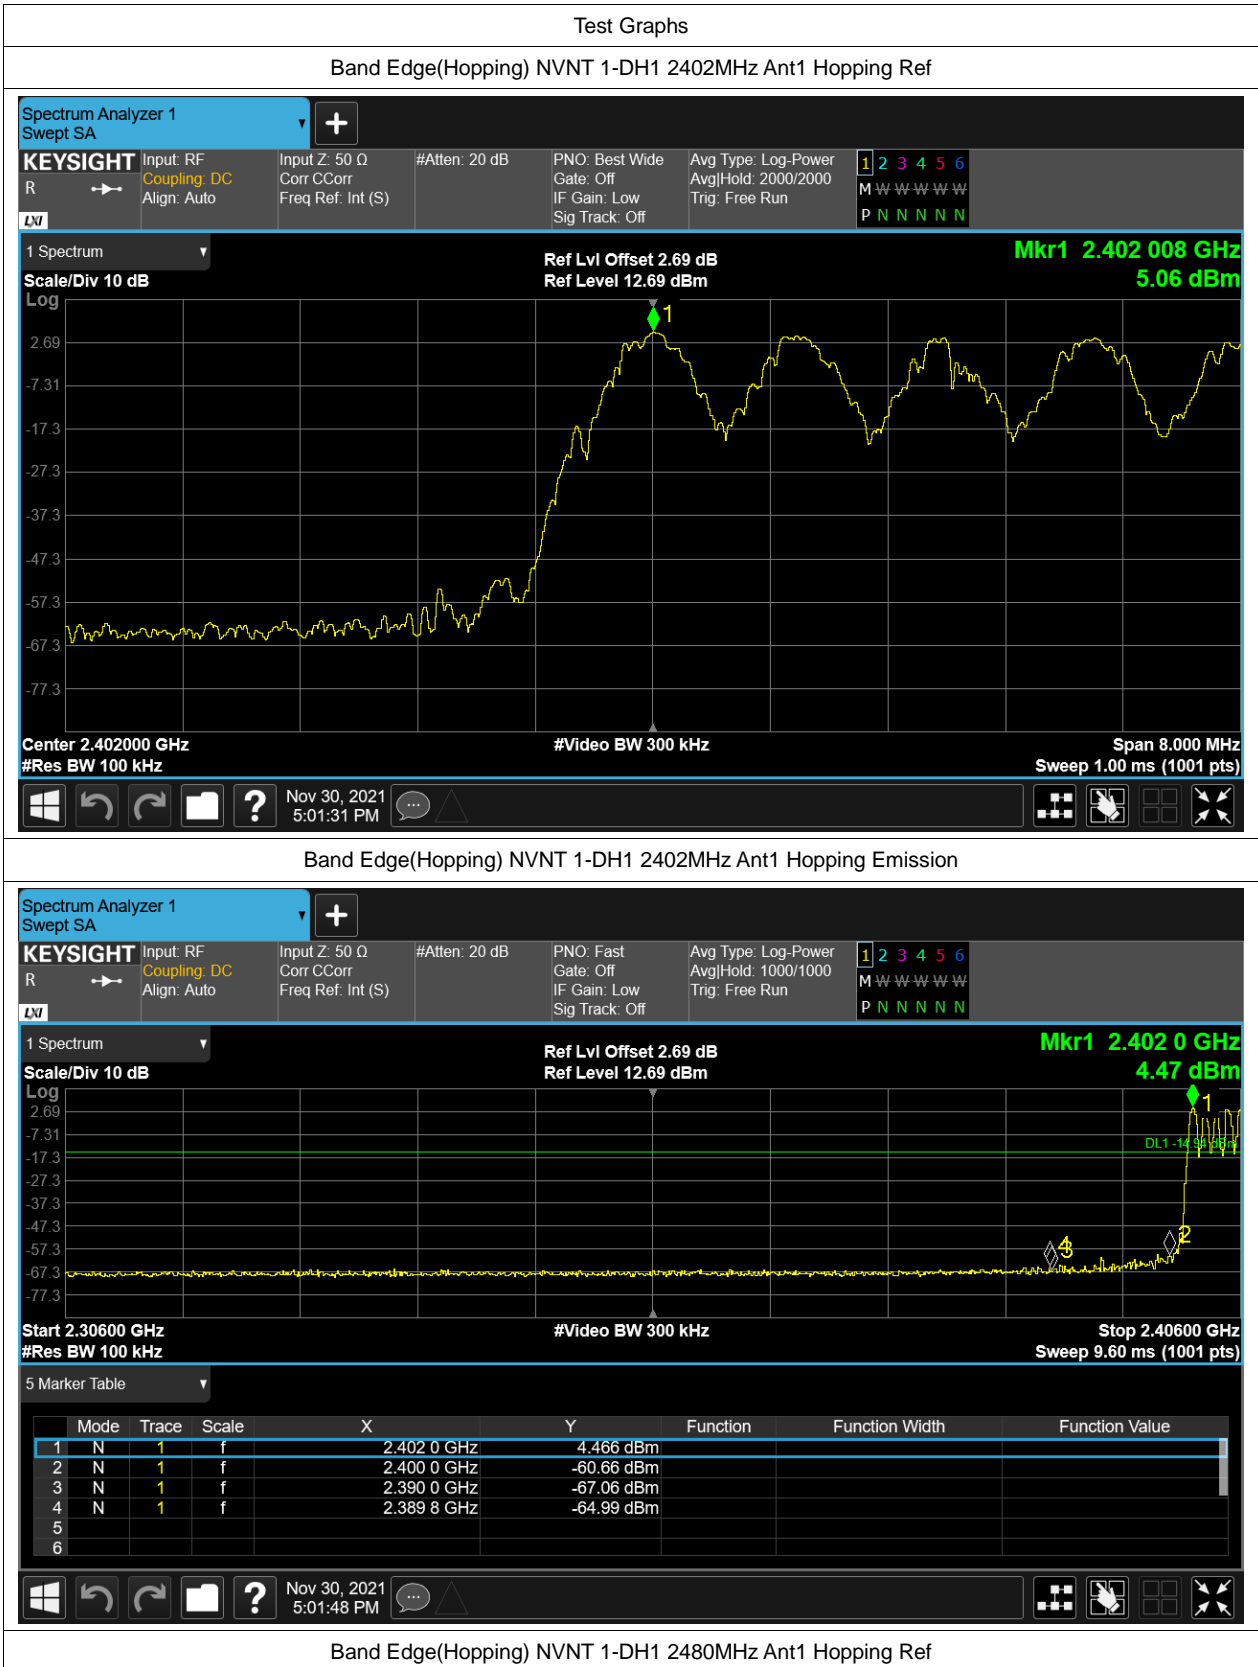 Test Graphs
Band Edge(Hopping) NVNT 1-DH1 2402MHz Ant1 Hopping Ref
Spectrum Analyzer 1
Swept SA
KEYSIGHT
R
LXI
Input: RF
Coupling: DC
Align: Auto
Input Z: 50 Ω
Corr CCorr
Freq Ref: Int (S)
#Atten: 20 dB
PNO: Best Wide
Gate: Off
IF Gain: Low
Sig Track: Off
Avg Type: Log-Power
Avg|Hold: 2000/2000
Trig: Free Run
1 2 3 4 5 6
M W W W W W
P N N N N N
1 Spectrum
Scale/Div 10 dB
Ref Lvl Offset 2.69 dB
Ref Level 12.69 dBm
Mkr1 2.402 008 GHz
5.06 dBm
Log
1
2.69
-7.31
-17.3
-27.3
-37.3
-47.3
-57.3
-67.3
-77.3
Center 2.402000 GHz
#Video BW 300 kHz
Span 8.000 MHz
#Res BW 100 kHz
Sweep 1.00 ms (1001 pts)
?
Nov 30, 2021
5:01:31 PM
Band Edge(Hopping) NVNT 1-DH1 2402MHz Ant1 Hopping Emission
Spectrum Analyzer 1
Swept SA
KEYSIGHT
R
LXI
Input: RF
Coupling: DC
Align: Auto
Input Z: 50 Ω
Corr CCorr
Freq Ref: Int (S)
#Atten: 20 dB
PNO: Fast
Gate: Off
IF Gain: Low
Sig Track: Off
Avg Type: Log-Power
Avg|Hold: 1000/1000
Trig: Free Run
1 2 3 4 5 6
M W W W W W
P N N N N N
1 Spectrum
Scale/Div 10 dB
Ref Lvl Offset 2.69 dB
Ref Level 12.69 dBm
Mkr1 2.402 0 GHz
4.47 dBm
Log
1
2.69
-7.31
DL1 -14.94 dBm
-17.3
-27.3
-37.3
-47.3
2
-57.3
4
3
-67.3
-77.3
Start 2.30600 GHz
#Video BW 300 kHz
Stop 2.40600 GHz
#Res BW 100 kHz
Sweep 9.60 ms (1001 pts)
5 Marker Table
Mode Trace Scale X Y Function Function Width Function Value
1 N 1 f 2.402 0 GHz 4.466 dBm
2 N 1 f 2.400 0 GHz -60.66 dBm
3 N 1 f 2.390 0 GHz -67.06 dBm
4 N 1 f 2.389 8 GHz -64.99 dBm
5
6
?
Nov 30, 2021
5:01:48 PM
Band Edge(Hopping) NVNT 1-DH1 2480MHz Ant1 Hopping Ref